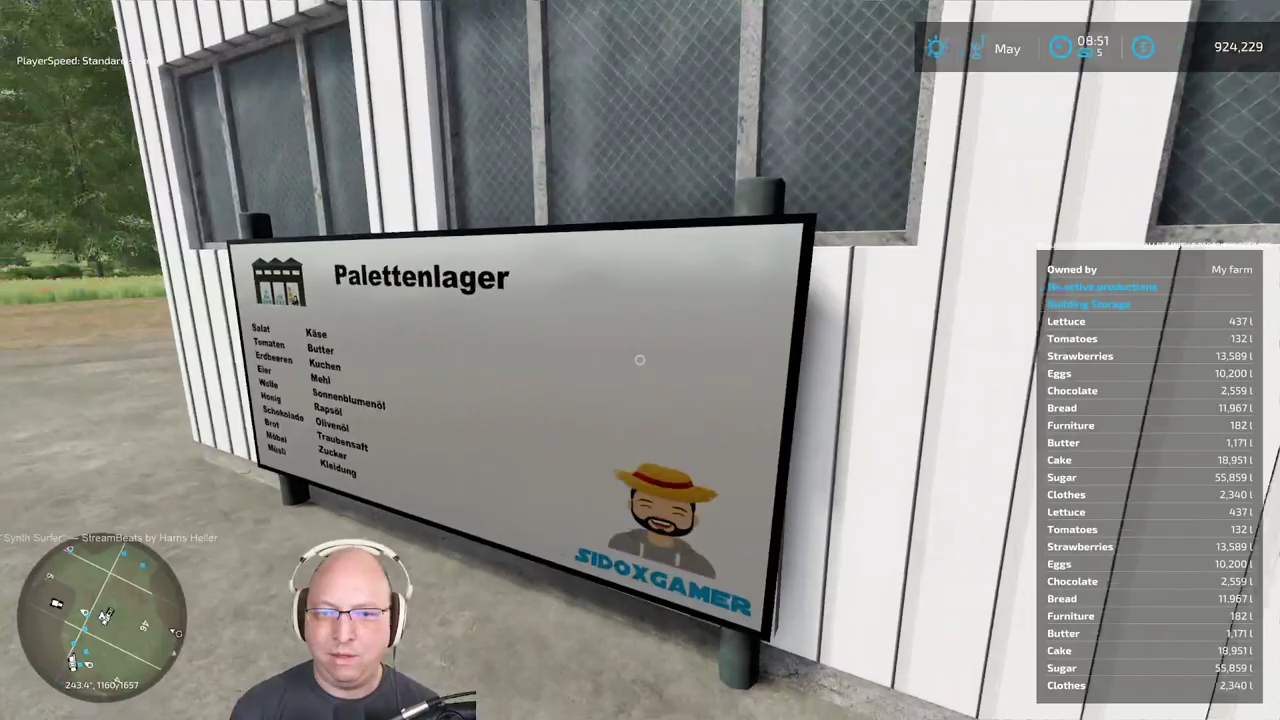 PlayerSpeed: Standard
May
08:51
5
924,229
Palettenlager
Salat
Tomaten
Erdbeeren
Eier
Wolle
Honig
Schokolade
Brot
Möbel
Müsli
Käse
Butter
Kuchen
Mehl
Sonnenblumenöl
Rapsöl
Olivenöl
Traubensaft
Zucker
Kleidung
SIDOXGAMER
Owned by My farm
No active productions
Building Storage
Lettuce 437 l
Tomatoes 132 l
Strawberries 13,589 l
Eggs 10,200 l
Chocolate 2,559 l
Bread 11,967 l
Furniture 182 l
Butter 1,171 l
Cake 18,951 l
Sugar 55,859 l
Clothes 2,340 l
Lettuce 437 l
Tomatoes 132 l
Strawberries 13,589 l
Eggs 10,200 l
Chocolate 2,559 l
Bread 11,967 l
Furniture 182 l
Butter 1,171 l
Cake 18,951 l
Sugar 55,859 l
Clothes 2,340 l
"Synth Surfer" — StreamBeats by Harris Heller
243.4°, 1160/1657